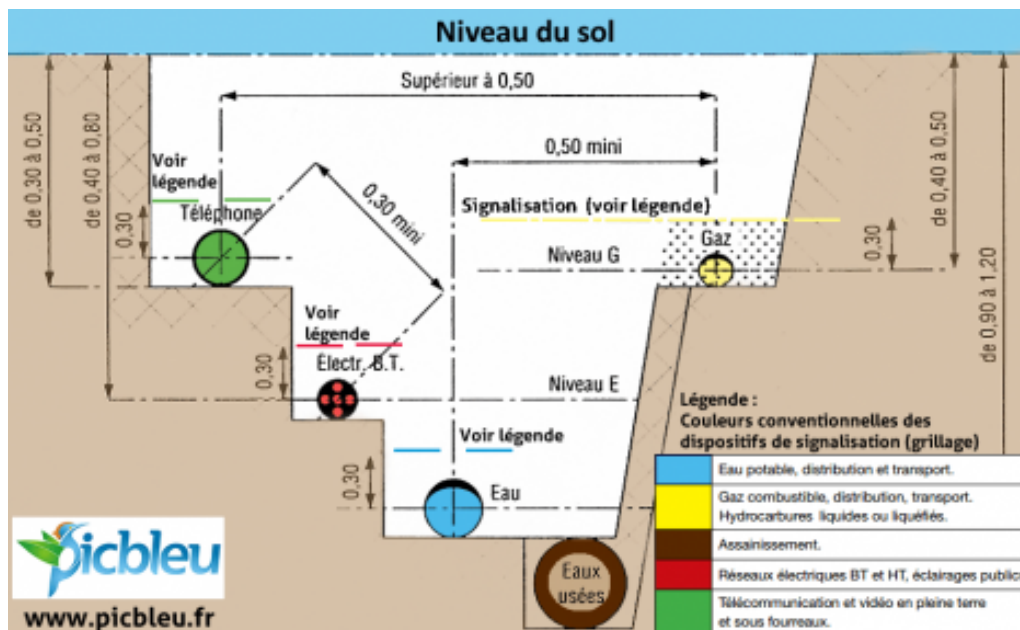 Niveau du sol
Supérieur à 0,50
0,50 mini
de 0,30 à 0,50
de 0,40 à 0,80
Voir
légende
0,30 mini
Signalisation (voir légende)
de 0,40 à 0,50
Téléphone
0,30
Gaz
Niveau G
0,30
de 0,90 à 1,20
Voir
légende
Électr. B.T.
0,30
Niveau E
Voir légende
0,30
Eau
Eaux
usées
Légende :
Couleurs conventionnelles des
dispositifs de signalisation (grillage)
Eau potable, distribution et transport.
Gaz combustible, distribution, transport.
Hydrocarbures liquides ou liquéfiés.
Assainissement.
Réseaux électriques BT et HT, éclairages public
Télécommunication et vidéo en pleine terre
et sous fourreaux.
Picbleu
www.picbleu.fr